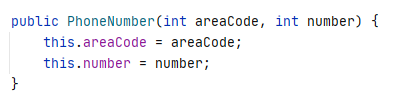 public PhoneNumber(int areaCode, int number) {
    this.areaCode = areaCode;
    this.number = number;
}